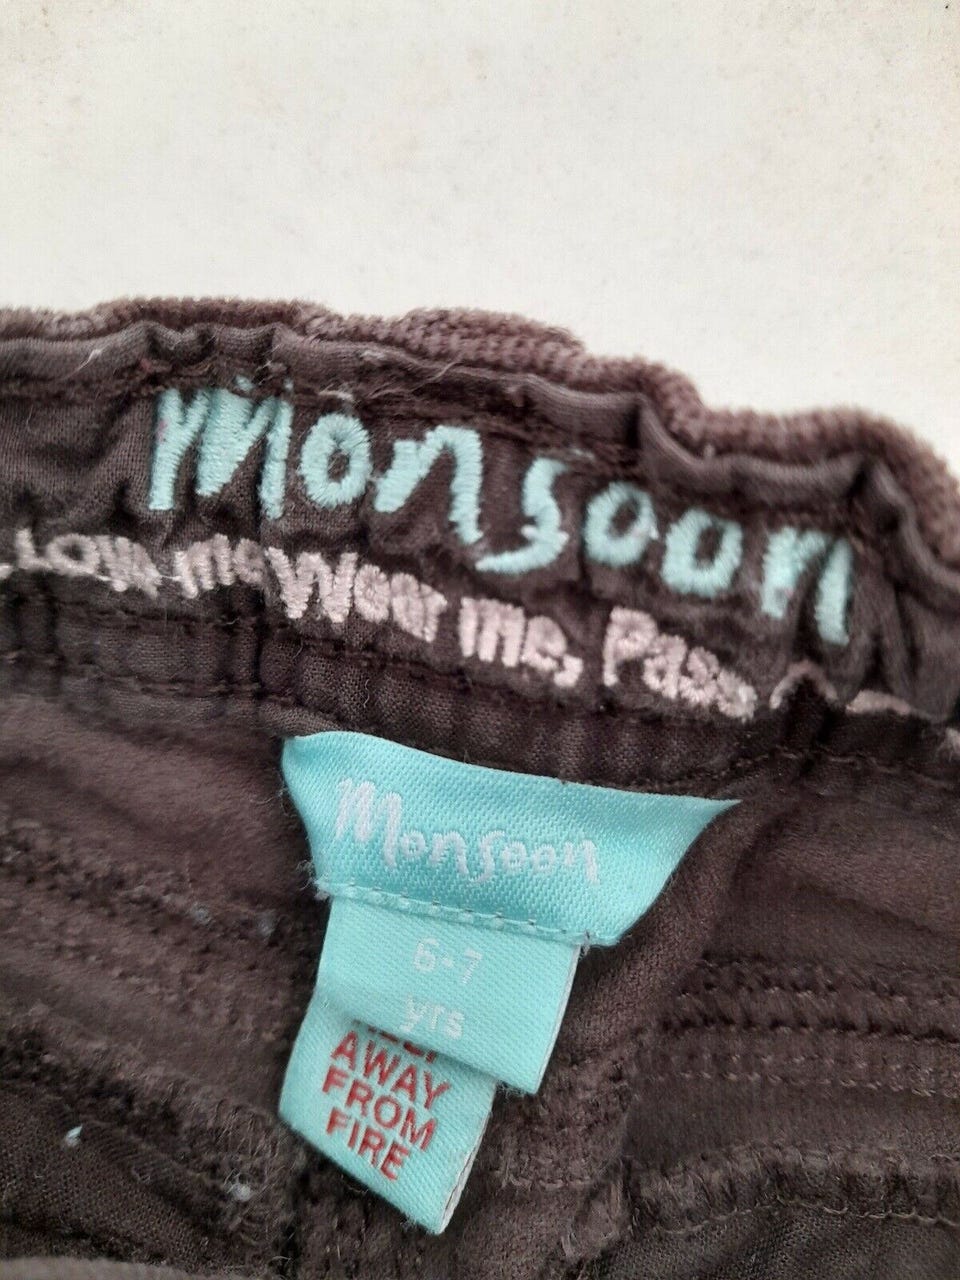 Monsoon
Love me Wear me, Pass
Monsoon
6-7
yrs
AWAY
FROM
FIRE